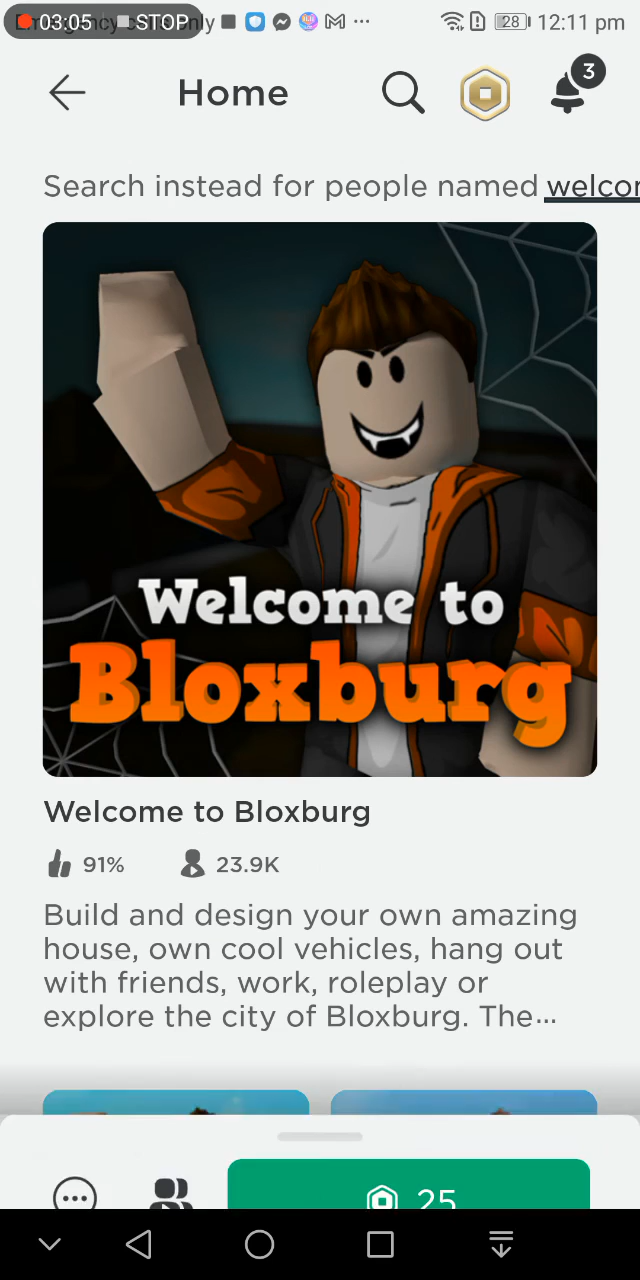 03:05 STOP 28 12:11 pm
Home
3
Search instead for people named welcom
Welcome to
Bloxburg
Welcome to Bloxburg
91% 23.9K
Build and design your own amazing
house, own cool vehicles, hang out
with friends, work, roleplay or
explore the city of Bloxburg. The...
25